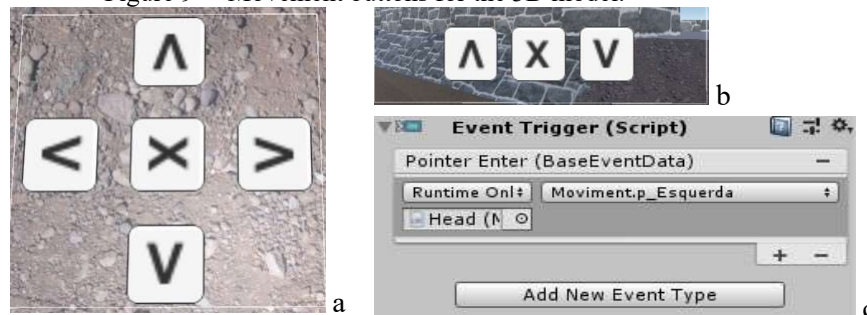 Figure 9 – Movement buttons for the 3D model.
Λ
< × >
V
a
Λ X V
b
Event Trigger (Script)
Pointer Enter (BaseEventData)
−
Runtime Onl
Moviment.p_Esquerda
Head (
+ −
Add New Event Type